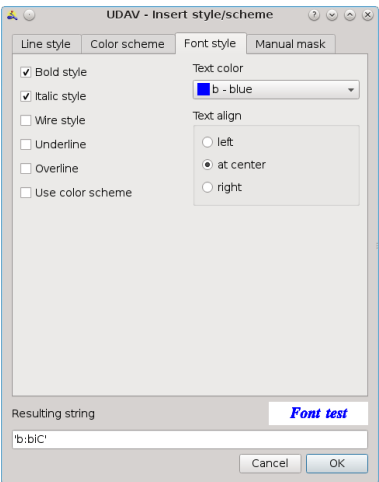 UDAV - Insert style/scheme
Line style Color scheme Font style Manual mask
Bold style
Italic style
Wire style
Underline
Overline
Use color scheme
Text color
b - blue
Text align
left
at center
right
Resulting string
Font test
'b:biC'
Cancel OK